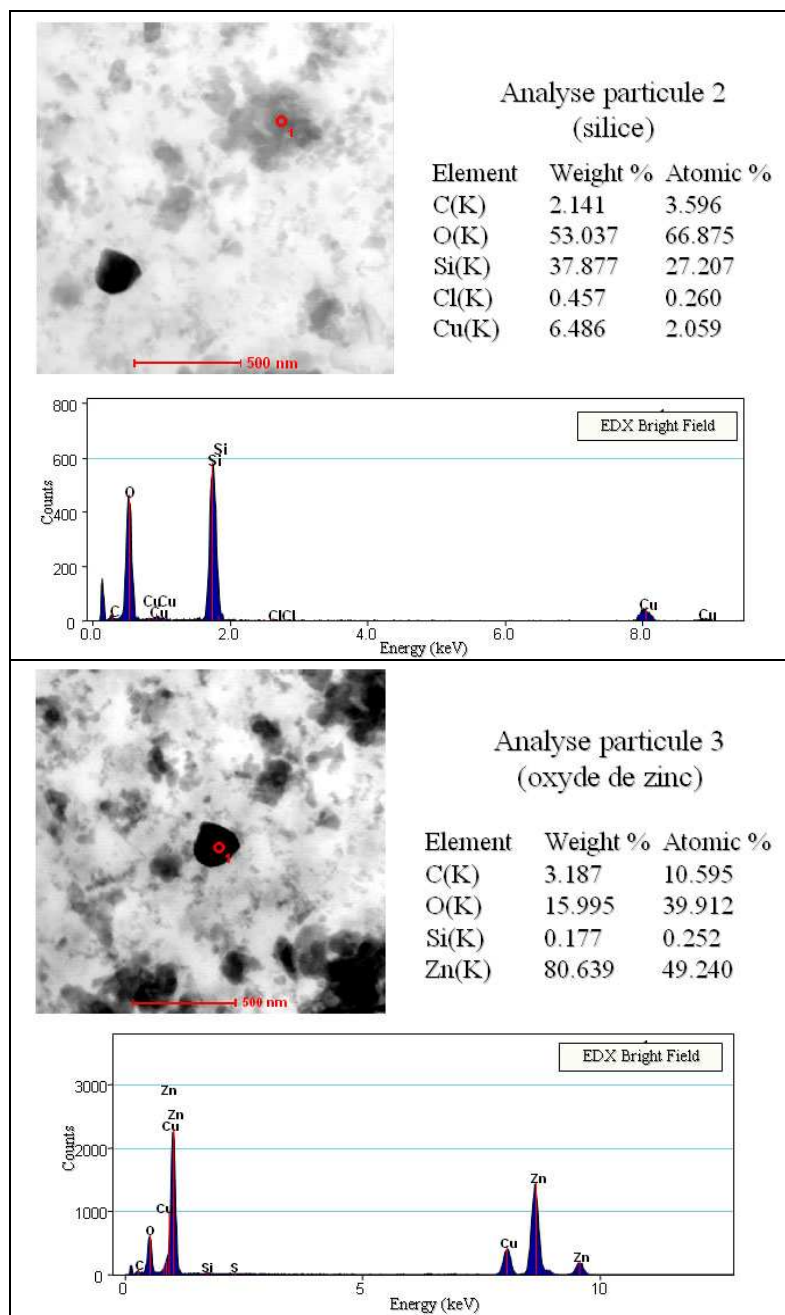 Analyse particule 2
(silice)
Element Weight % Atomic %
C(K) 2.141 3.596
O(K) 53.037 66.875
Si(K) 37.877 27.207
Cl(K) 0.457 0.260
Cu(K) 6.486 2.059
1
500 nm
800
600
400
200
0
Counts
EDX Bright Field
C
O
Cu Cu
Cu
Si
Si
Cl Cl
Cu
Cu
0.0 2.0 4.0 6.0 8.0
Energy (keV)
Analyse particule 3
(oxyde de zinc)
Element Weight % Atomic %
C(K) 3.187 10.595
O(K) 15.995 39.912
Si(K) 0.177 0.252
Zn(K) 80.639 49.240
500 nm
3000
2000
1000
0
Counts
EDX Bright Field
Zn
Zn
Cu
Cu
O
C
Si
S
Cu
Zn
Zn
0 5 10
Energy (keV)